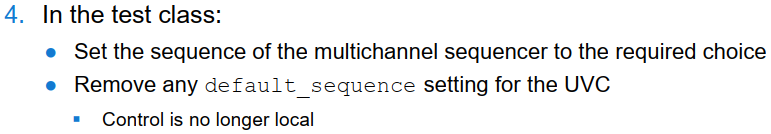 4. In the test class:
• Set the sequence of the multichannel sequencer to the required choice
• Remove any default_sequence setting for the UVC
▪ Control is no longer local